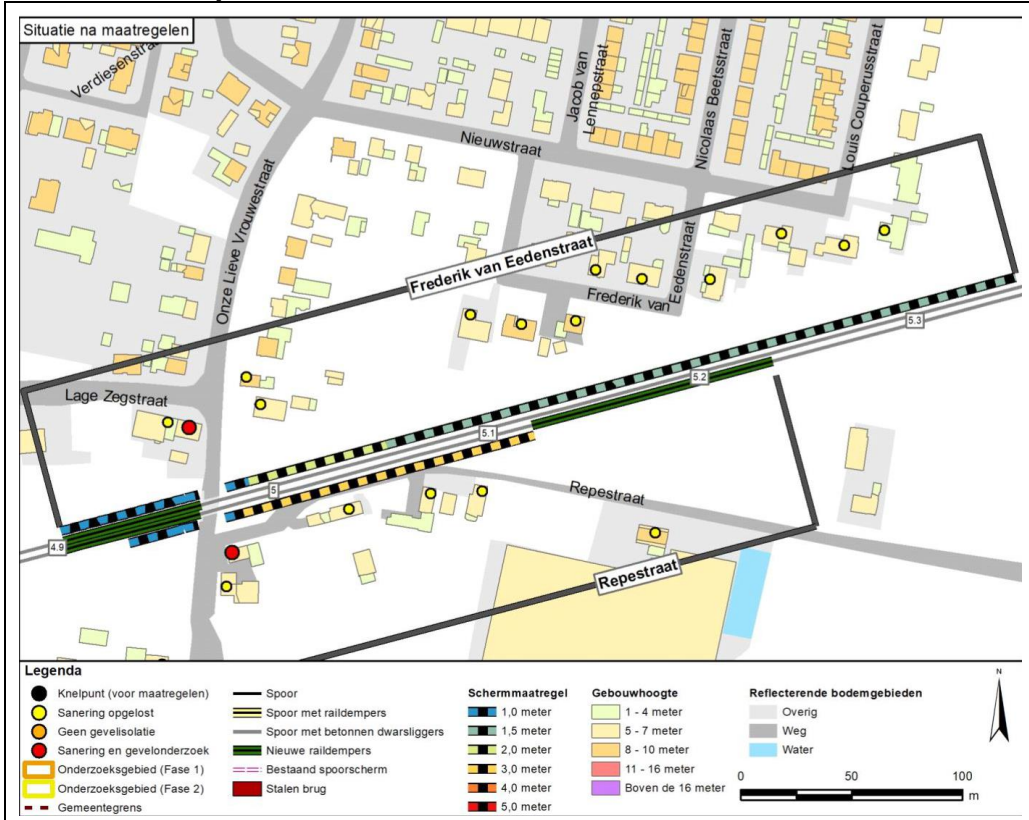 Situatie na maatregelen
Verdiesenstraat
Onze Lieve Vrouwestraat
Nieuwstraat
Jacob van
Lennepstraat
Nicolaas Beetsstraat
Louis Couperusstraat
Frederik van Eedenstraat
Frederik van
Eedenstraat
Lage Zegstraat
5.3
5.2
5.1
5
4.9
Repestraat
Repestraat
Legenda
Knelpunt (voor maatregelen)
Sanering opgelost
Geen gevelisolatie
Sanering en gevelonderzoek
Onderzoeksgebied (Fase 1)
Onderzoeksgebied (Fase 2)
Gemeentegrens
Spoor
Spoor met raildempers
Spoor met betonnen dwarsliggers
Nieuwe raildempers
Bestaand spoorscherm
Stalen brug
Schermmaatregel
1,0 meter
1,5 meter
2,0 meter
3,0 meter
4,0 meter
5,0 meter
Gebouwhoogte
1 - 4 meter
5 - 7 meter
8 - 10 meter
11 - 16 meter
Boven de 16 meter
Reflecterende bodemgebieden
Overig
Weg
Water
N
0 50 100
m